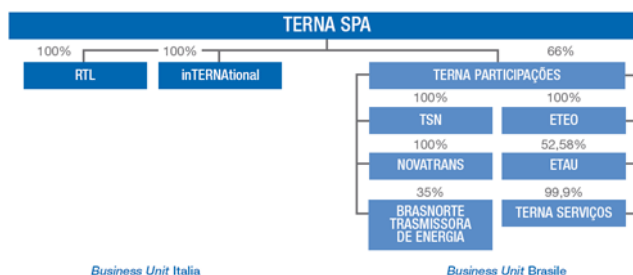 TERNA SPA
100%
100%
66%
RTL
inTERNAtional
TERNA PARTICIPAÇÕES
100%
100%
TSN
ETEO
100%
52,58%
NOVATRANS
ETAU
35%
99,9%
BRASNORTE
TRASMISSORA
DE ENERGIA
TERNA SERVIÇOS
Business Unit Italia
Business Unit Brasile